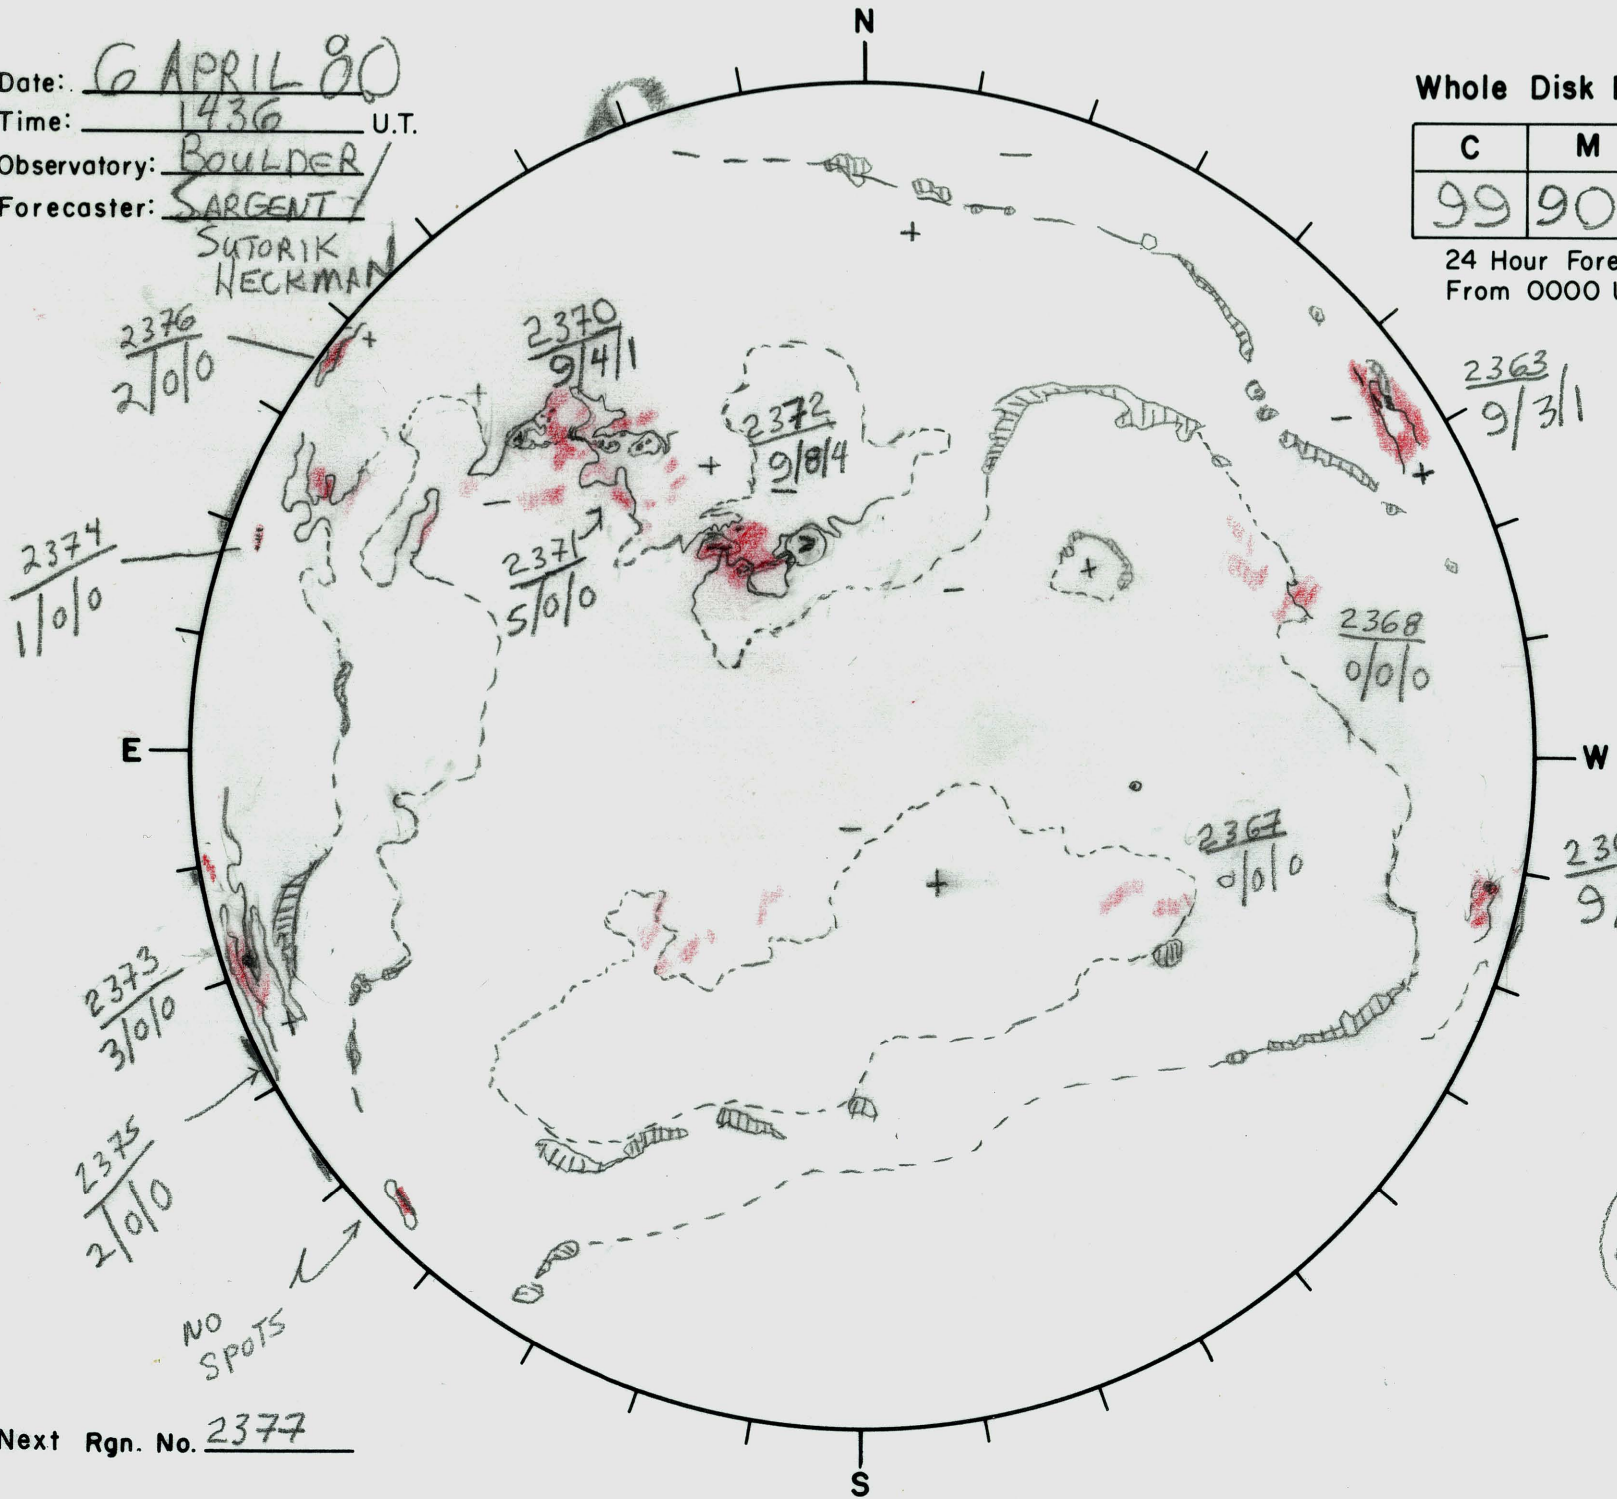 N
Date: 6 APRIL 80
Time: 1436 U.T.
Observatory: BOULDER
Forecaster: SARGENT /
SUTORIK
HECKMAN
Whole Disk
C M
99 90
24 Hour Fore
From 0000
2376
2/0/0
2370
9/4/1
2363
9/3/1
2372
9/8/4
2374
1/0/0
2371
5/0/0
2368
0/0/0
E
W
2367
0/0/0
23
9/
2373
3/0/0
2375
2/0/0
NO
SPOTS
Next Rgn. No. 2377
S